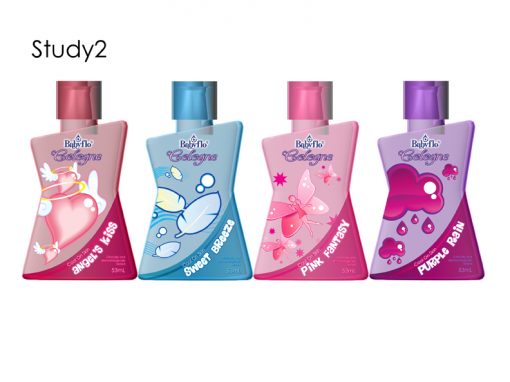 Study2
Babyflo
Cologne
Angel's Kiss
53mL
Babyflo
Cologne
Sweet Breeze
53mL
Babyflo
Cologne
Pink Fantasy
53mL
Babyflo
Cologne
Purple Rain
53mL